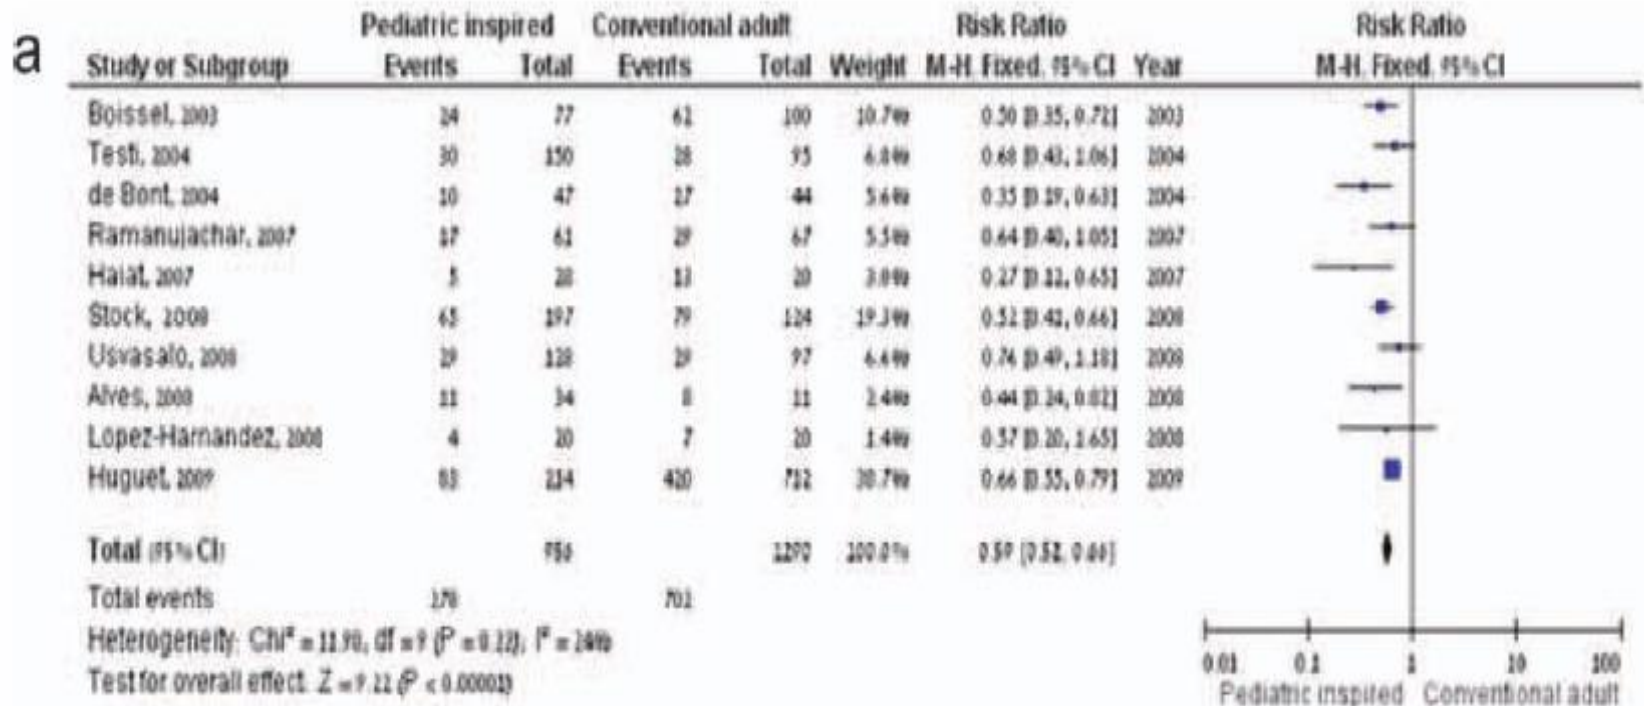 a
Pediatric inspired Conventional adult Risk Ratio Risk Ratio
Study or Subgroup Events Total Events Total Weight M-H. Fixed. 95% CI Year M-H. Fixed. 95% CI
Boissel, 2003 24 77 62 100 10.7% 0.50 [0.35, 0.72] 2003
Testi, 2004 30 150 28 95 6.8% 0.68 [0.43, 1.06] 2004
de Bont, 2004 10 47 27 44 5.6% 0.35 [0.19, 0.63] 2004
Ramanujachar, 2007 17 61 29 67 5.5% 0.64 [0.40, 1.05] 2007
Haiat, 2007 5 28 13 20 3.0% 0.27 [0.12, 0.65] 2007
Stock, 2008 65 197 79 124 19.3% 0.52 [0.41, 0.66] 2008
Usvasalo, 2008 29 128 29 97 6.6% 0.76 [0.49, 1.18] 2008
Alves, 2008 11 34 8 11 2.4% 0.44 [0.24, 0.82] 2008
Lopez-Harnandez, 2008 4 20 7 20 1.4% 0.57 [0.20, 1.65] 2008
Huguet, 2009 83 214 420 712 38.7% 0.66 [0.55, 0.79] 2009
Total (95% CI) 956 1290 100.0% 0.59 [0.52, 0.66]
Total events 278 702
Heterogeneity: Chi² = 11.90, df = 9 (P = 0.22); I² = 24%
Test for overall effect Z = 9.22 (P < 0.00001)
0.01 0.1 1 10 100
Pediatric inspired Conventional adult